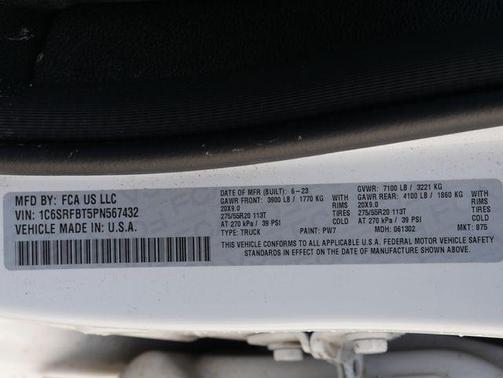 MFD BY: FCA US LLC
VIN: 1C6SRFBT5PN567432
VEHICLE MADE IN: U.S.A.
DATE OF MFR (BUILT): 6-23
GAWR FRONT: 3900 LB / 1770 KG
20X9.0 RIMS
275/55R20 113T TIRES
AT 270 kPa / 39 PSI COLD
TYPE: TRUCK
GVWR: 7100 LB / 3221 KG
GAWR REAR: 4100 LB / 1860 KG
20X9.0 RIMS
275/55R20 113T TIRES
AT 270 kPa / 39 PSI COLD
PAINT: PW7 MDH: 061302 MKT: 875
THIS VEHICLE CONFORMS TO ALL APPLICABLE U.S.A. FEDERAL MOTOR VEHICLE SAFETY
STANDARDS IN EFFECT ON THE DATE OF MANUFACTURE SHOWN ABOVE.